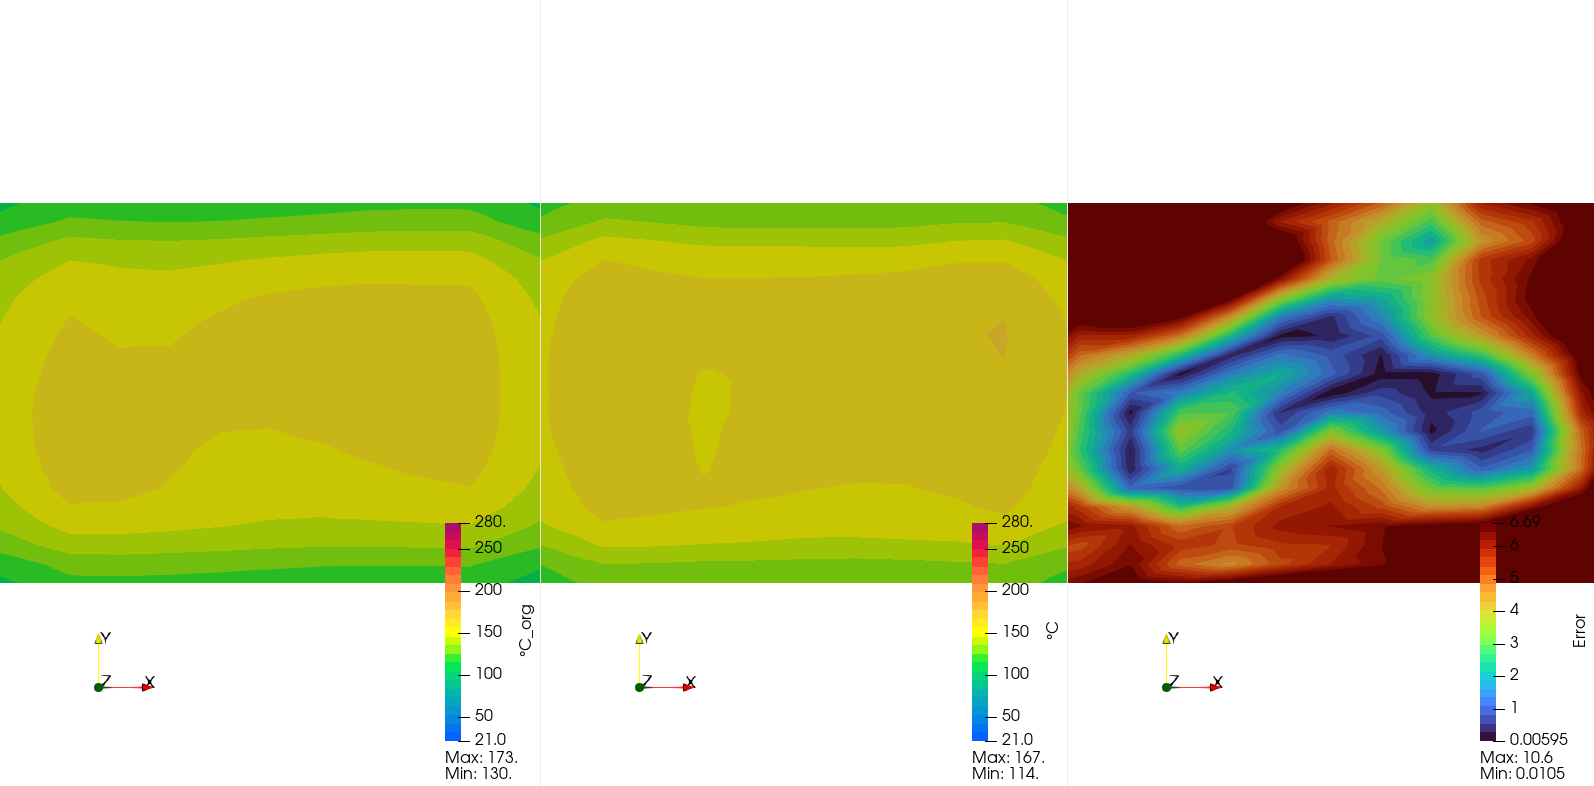 280.
250
200
150
100
50
21.0
°C_org
Max: 173.
Min: 130.
Y
Z
X
280.
250
200
150
100
50
21.0
°C
Max: 167.
Min: 114.
Y
Z
X
6.69
6
5
4
3
2
1
0.00595
Error
Max: 10.6
Min: 0.0105
Y
Z
X